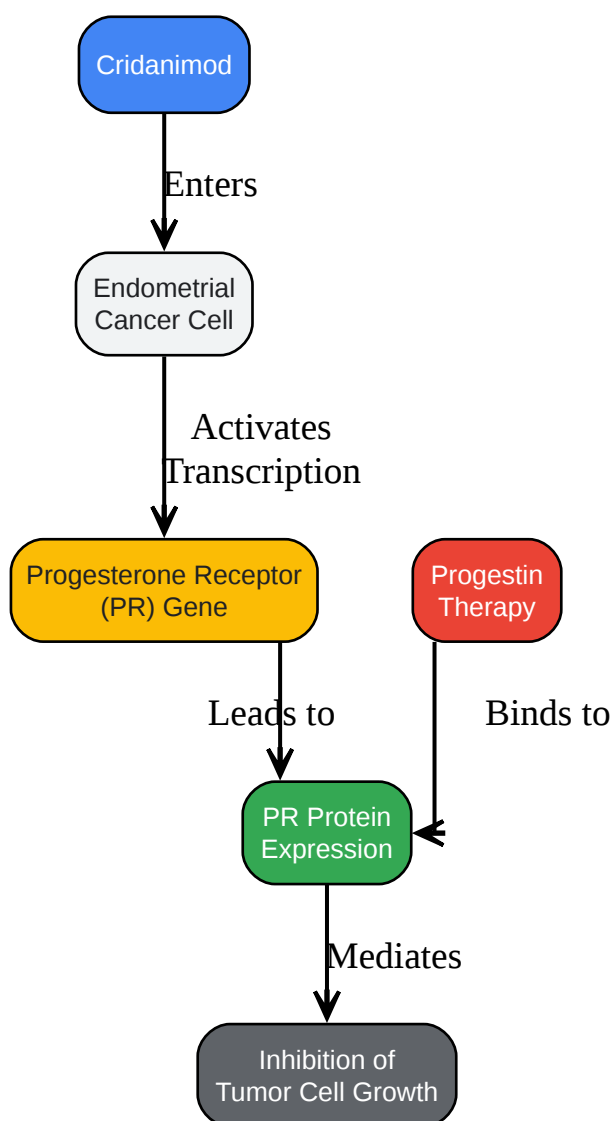 Cridanimod
Enters
Endometrial
Cancer Cell
Activates
Transcription
Progesterone Receptor
(PR) Gene
Progestin
Therapy
Leads to
Binds to
PR Protein
Expression
Mediates
Inhibition of
Tumor Cell Growth